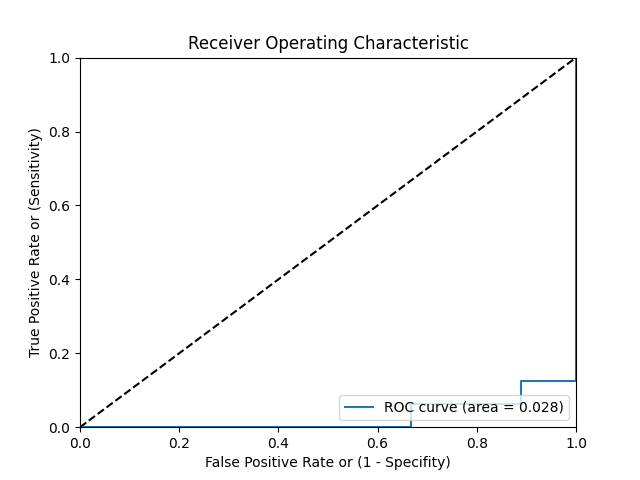 Receiver Operating Characteristic
1.0
0.8
0.6
0.4
0.2
0.0
True Positive Rate or (Sensitivity)
ROC curve (area = 0.028)
0.0 0.2 0.4 0.6 0.8 1.0
False Positive Rate or (1 - Specifity)